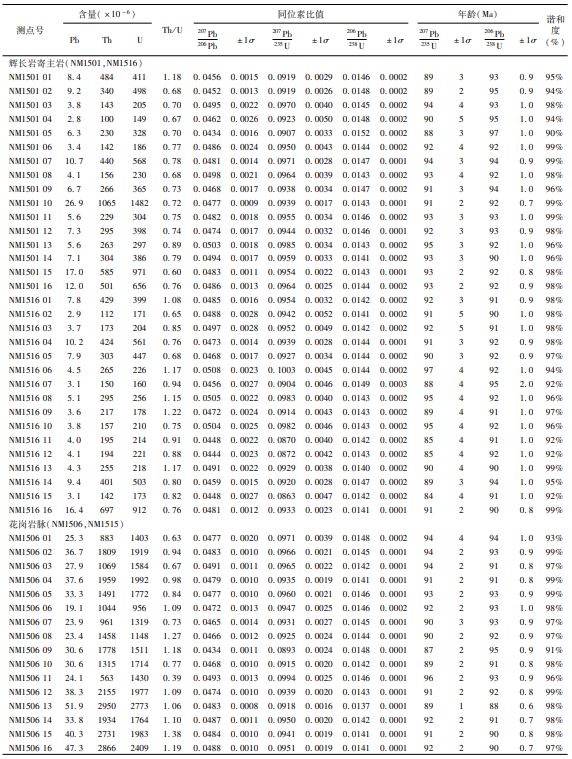 测点号 含量(×10⁻⁶) Th/U 同位素比值 年龄(Ma) 谐和度(%)
Pb Th U ²⁰⁷Pb/²⁰⁶Pb ±1σ ²⁰⁷Pb/²³⁵U ±1σ ²⁰⁶Pb/²³⁸U ±1σ ²⁰⁷Pb/²³⁵U ±1σ ²⁰⁶Pb/²³⁸U ±1σ
辉长岩寄主岩(NM1501,NM1516)
NM1501 01 8.4 484 411 1.18 0.0456 0.0015 0.0919 0.0029 0.0146 0.0002 89 3 93 0.9 95%
NM1501 02 9.2 340 498 0.68 0.0452 0.0013 0.0919 0.0026 0.0148 0.0002 89 2 95 0.9 94%
NM1501 03 3.8 143 205 0.70 0.0495 0.0022 0.0970 0.0040 0.0145 0.0002 94 4 93 1.0 98%
NM1501 04 2.8 100 149 0.67 0.0462 0.0026 0.0923 0.0050 0.0148 0.0002 90 5 95 1.0 94%
NM1501 05 6.3 230 328 0.70 0.0434 0.0016 0.0907 0.0033 0.0152 0.0002 88 3 97 1.0 90%
NM1501 06 3.4 142 186 0.77 0.0486 0.0024 0.0950 0.0043 0.0144 0.0002 92 4 92 1.0 99%
NM1501 07 10.7 440 568 0.78 0.0481 0.0014 0.0971 0.0028 0.0147 0.0001 94 3 94 0.9 99%
NM1501 08 4.1 156 230 0.68 0.0498 0.0021 0.0964 0.0039 0.0143 0.0002 93 4 92 1.0 98%
NM1501 09 6.7 266 365 0.73 0.0468 0.0017 0.0938 0.0034 0.0147 0.0002 91 3 94 1.0 96%
NM1501 10 26.9 1065 1482 0.72 0.0477 0.0009 0.0939 0.0017 0.0143 0.0001 91 2 92 0.7 99%
NM1501 11 5.6 229 304 0.75 0.0482 0.0018 0.0955 0.0034 0.0146 0.0002 93 3 93 1.0 99%
NM1501 12 7.3 295 398 0.74 0.0474 0.0017 0.0944 0.0032 0.0146 0.0001 92 3 93 0.9 98%
NM1501 13 5.6 263 297 0.89 0.0503 0.0018 0.0985 0.0034 0.0143 0.0002 95 3 92 1.0 96%
NM1501 14 7.1 304 386 0.79 0.0494 0.0017 0.0959 0.0033 0.0141 0.0002 93 3 90 1.0 96%
NM1501 15 17.0 585 971 0.60 0.0483 0.0011 0.0954 0.0022 0.0143 0.0001 93 2 92 0.8 98%
NM1501 16 12.0 501 656 0.76 0.0486 0.0013 0.0964 0.0025 0.0144 0.0001 93 2 92 0.9 98%
NM1516 01 7.8 429 399 1.08 0.0485 0.0016 0.0954 0.0032 0.0142 0.0002 92 3 91 0.9 98%
NM1516 02 2.9 112 171 0.65 0.0488 0.0028 0.0942 0.0052 0.0141 0.0002 91 5 90 1.0 98%
NM1516 03 3.7 173 204 0.85 0.0497 0.0028 0.0952 0.0049 0.0142 0.0002 92 5 91 1.0 98%
NM1516 04 10.2 424 561 0.76 0.0473 0.0014 0.0939 0.0028 0.0144 0.0001 91 3 92 0.9 98%
NM1516 05 7.9 303 447 0.68 0.0468 0.0017 0.0927 0.0034 0.0144 0.0002 90 3 92 0.9 97%
NM1516 06 4.5 265 226 1.17 0.0508 0.0023 0.1003 0.0045 0.0144 0.0002 97 4 92 1.0 94%
NM1516 07 3.1 150 160 0.94 0.0456 0.0027 0.0904 0.0046 0.0149 0.0003 88 4 95 2.0 92%
NM1516 08 5.1 295 256 1.15 0.0505 0.0022 0.0983 0.0040 0.0143 0.0002 95 4 92 1.0 96%
NM1516 09 3.6 217 178 1.22 0.0472 0.0024 0.0914 0.0043 0.0143 0.0002 89 4 91 1.0 97%
NM1516 10 3.8 157 210 0.75 0.0504 0.0025 0.0982 0.0046 0.0143 0.0002 95 4 92 1.0 96%
NM1516 11 4.0 195 214 0.91 0.0448 0.0022 0.0870 0.0040 0.0142 0.0002 85 4 91 1.0 92%
NM1516 12 4.1 194 221 0.88 0.0444 0.0023 0.0872 0.0042 0.0143 0.0002 85 4 91 1.0 92%
NM1516 13 4.3 255 218 1.17 0.0491 0.0022 0.0929 0.0038 0.0140 0.0002 90 4 90 1.0 99%
NM1516 14 9.4 401 503 0.80 0.0459 0.0015 0.0920 0.0028 0.0147 0.0002 89 3 94 1.0 95%
NM1516 15 3.1 142 173 0.82 0.0448 0.0027 0.0863 0.0047 0.0142 0.0002 84 4 91 1.0 92%
NM1516 16 16.4 697 912 0.76 0.0481 0.0012 0.0933 0.0023 0.0141 0.0001 91 2 90 0.8 99%
花岗岩脉(NM1506,NM1515)
NM1506 01 25.3 883 1403 0.63 0.0477 0.0020 0.0971 0.0039 0.0148 0.0002 94 4 94 1.0 93%
NM1506 02 36.7 1809 1919 0.94 0.0483 0.0010 0.0966 0.0021 0.0145 0.0001 94 2 93 0.9 99%
NM1506 03 27.9 1069 1584 0.67 0.0491 0.0011 0.0965 0.0022 0.0142 0.0001 94 2 91 0.8 97%
NM1506 04 37.6 1959 1992 0.98 0.0479 0.0010 0.0935 0.0019 0.0141 0.0001 91 2 91 0.8 99%
NM1506 05 33.3 1491 1772 0.84 0.0477 0.0010 0.0960 0.0021 0.0146 0.0001 93 2 93 0.9 99%
NM1506 06 19.1 1044 956 1.09 0.0472 0.0013 0.0947 0.0025 0.0146 0.0002 92 2 93 1.0 98%
NM1506 07 23.9 961 1319 0.73 0.0465 0.0014 0.0931 0.0027 0.0145 0.0001 90 3 93 0.9 97%
NM1506 08 23.4 1458 1148 1.27 0.0466 0.0012 0.0925 0.0024 0.0144 0.0001 90 2 92 0.9 97%
NM1506 09 30.6 1778 1511 1.18 0.0434 0.0011 0.0893 0.0024 0.0148 0.0001 87 2 95 0.9 91%
NM1506 10 30.6 1315 1714 0.77 0.0468 0.0010 0.0915 0.0020 0.0142 0.0001 89 2 91 0.8 98%
NM1506 11 24.1 563 1430 0.39 0.0493 0.0013 0.0994 0.0025 0.0146 0.0001 96 2 93 0.9 96%
NM1506 12 38.3 2155 1977 1.09 0.0474 0.0010 0.0939 0.0020 0.0143 0.0001 91 2 92 0.8 99%
NM1506 13 51.9 2950 2773 1.06 0.0483 0.0008 0.0918 0.0016 0.0137 0.0001 89 1 88 0.6 98%
NM1506 14 33.8 1934 1764 1.10 0.0487 0.0011 0.0950 0.0020 0.0142 0.0001 92 2 91 0.7 98%
NM1506 15 40.3 2731 1983 1.38 0.0484 0.0010 0.0941 0.0019 0.0141 0.0001 91 2 90 0.8 98%
NM1506 16 47.3 2866 2409 1.19 0.0488 0.0010 0.0951 0.0019 0.0141 0.0001 92 2 90 0.7 97%